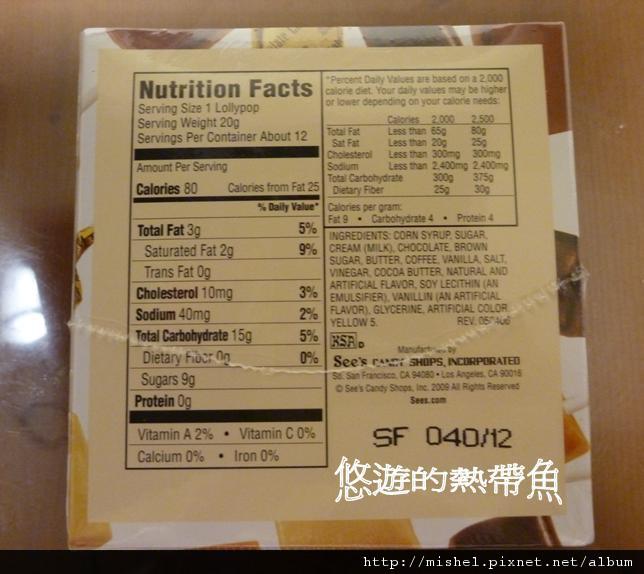 Nutrition Facts
Serving Size 1 Lollypop
Serving Weight 20g
Servings Per Container About 12
Amount Per Serving
Calories 80 Calories from Fat 25
% Daily Value*
Total Fat 3g 5%
Saturated Fat 2g 9%
Trans Fat 0g
Cholesterol 10mg 3%
Sodium 40mg 2%
Total Carbohydrate 15g 5%
Dietary Fiber 0g 0%
Sugars 9g
Protein 0g
Vitamin A 2% • Vitamin C 0%
Calcium 0% • Iron 0%
*Percent Daily Values are based on a 2,000
calorie diet. Your daily values may be higher
or lower depending on your calorie needs:
Calories 2,000 2,500
Total Fat Less than 65g 80g
Sat Fat Less than 20g 25g
Cholesterol Less than 300mg 300mg
Sodium Less than 2,400mg 2,400mg
Total Carbohydrate 300g 375g
Dietary Fiber 25g 30g
Calories per gram:
Fat 9 • Carbohydrate 4 • Protein 4
INGREDIENTS: CORN SYRUP, SUGAR,
CREAM (MILK), CHOCOLATE, BROWN
SUGAR, BUTTER, COFFEE, VANILLA, SALT,
VINEGAR, COCOA BUTTER, NATURAL AND
ARTIFICIAL FLAVOR, SOY LECITHIN (AN
EMULSIFIER), VANILLIN (AN ARTIFICIAL
FLAVOR), GLYCERINE, ARTIFICIAL COLOR
YELLOW 5. REV.
KSA D
Manufactured by
See's CANDY SHOPS, INCORPORATED
So. San Francisco, CA 94080 • Los Angeles, CA 90016
© See's Candy Shops, Inc. 2009 All Rights Reserved
Sees.com
SF 040/12
悠遊的熱帶魚
http://mishel.pixnet.net/album